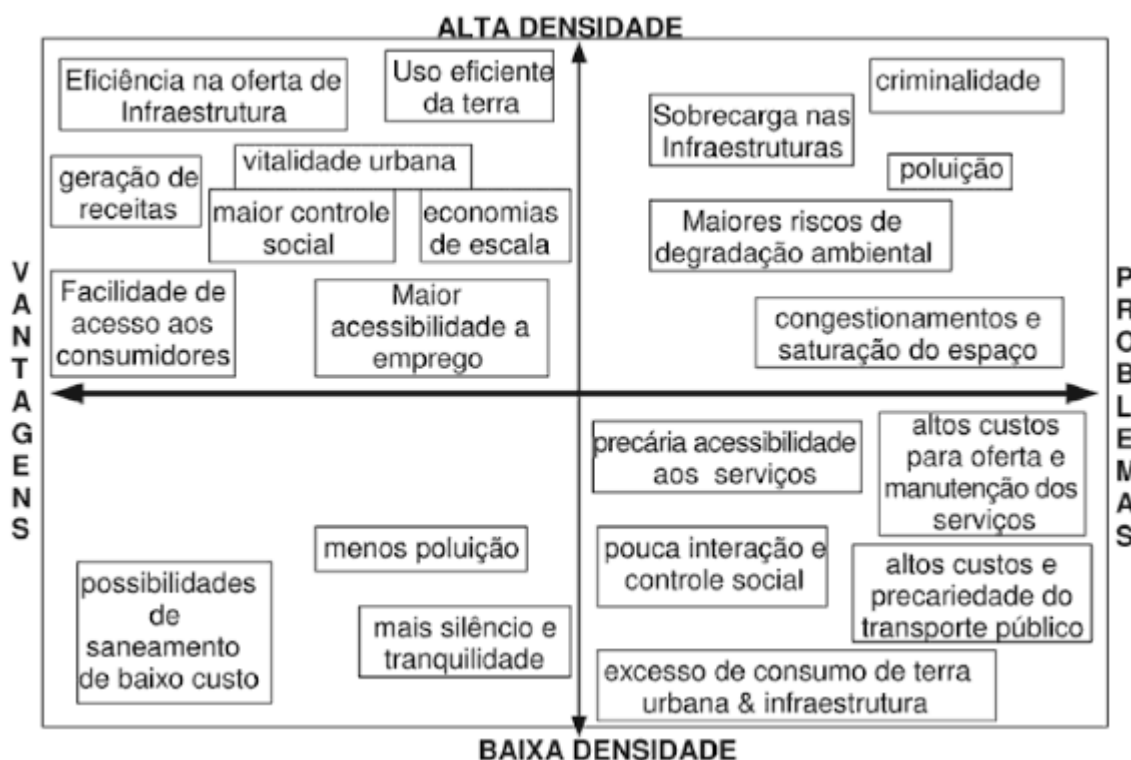 ALTA DENSIDADE
Eficiência na oferta de
Infraestrutura
Uso eficiente
da terra
geração de
receitas
vitalidade urbana
maior controle
social
economias
de escala
Facilidade de
acesso aos
consumidores
Maior
acessibilidade a
emprego
criminalidade
Sobrecarga nas
Infraestruturas
poluição
Maiores riscos de
degradação ambiental
congestionamentos e
saturação do espaço
VANTAGENS
PROBLEMAS
menos poluição
possibilidades
de
saneamento
de baixo custo
mais silêncio e
tranquilidade
precária acessibilidade
aos serviços
altos custos
para oferta e
manutenção dos
serviços
pouca interação e
controle social
altos custos e
precariedade do
transporte público
excesso de consumo de terra
urbana & infraestrutura
BAIXA DENSIDADE